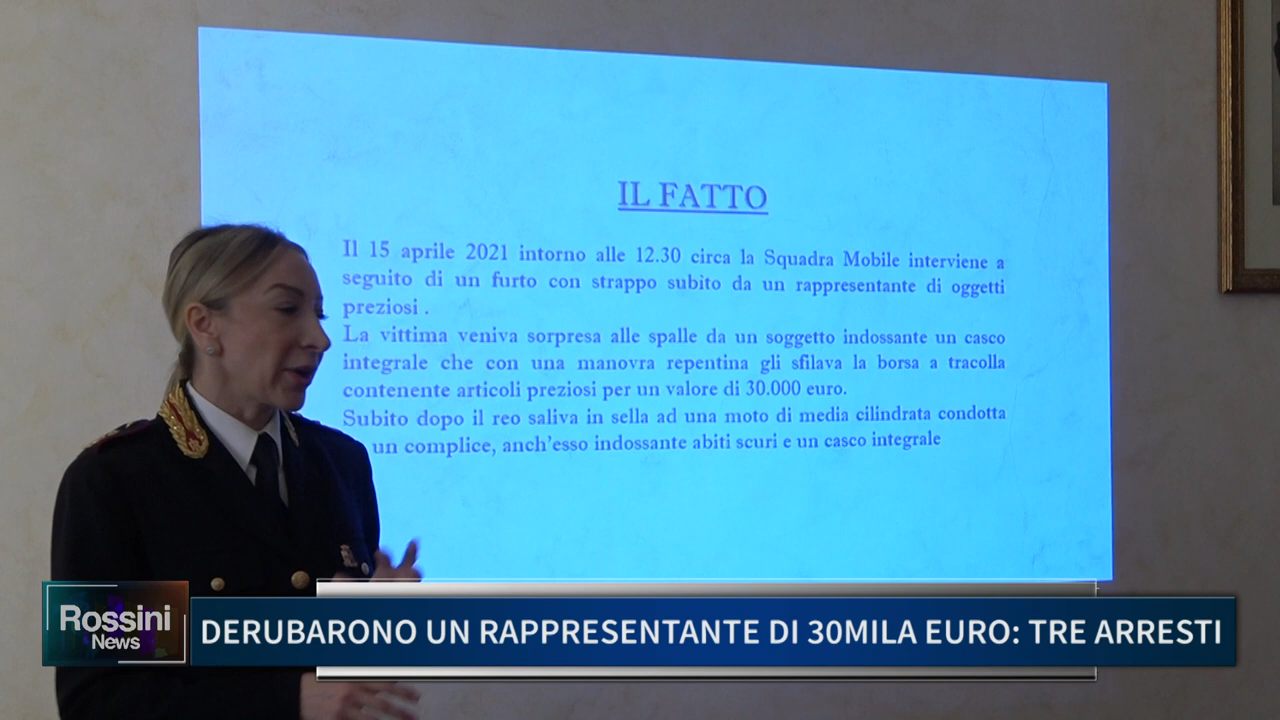 IL FATTO
Il 15 aprile 2021 intorno alle 12.30 circa la Squadra Mobile interviene a
seguito di un furto con strappo subito da un rappresentante di oggetti
preziosi .
La vittima veniva sorpresa alle spalle da un soggetto indossante un casco
integrale che con una manovra repentina gli sfilava la borsa a tracolla
contenente articoli preziosi per un valore di 30.000 euro.
Subito dopo il reo saliva in sella ad una moto di media cilindrata condotta
un complice, anch'esso indossante abiti scuri e un casco integrale
Rossini
News
DERUBARONO UN RAPPRESENTANTE DI 30MILA EURO: TRE ARRESTI